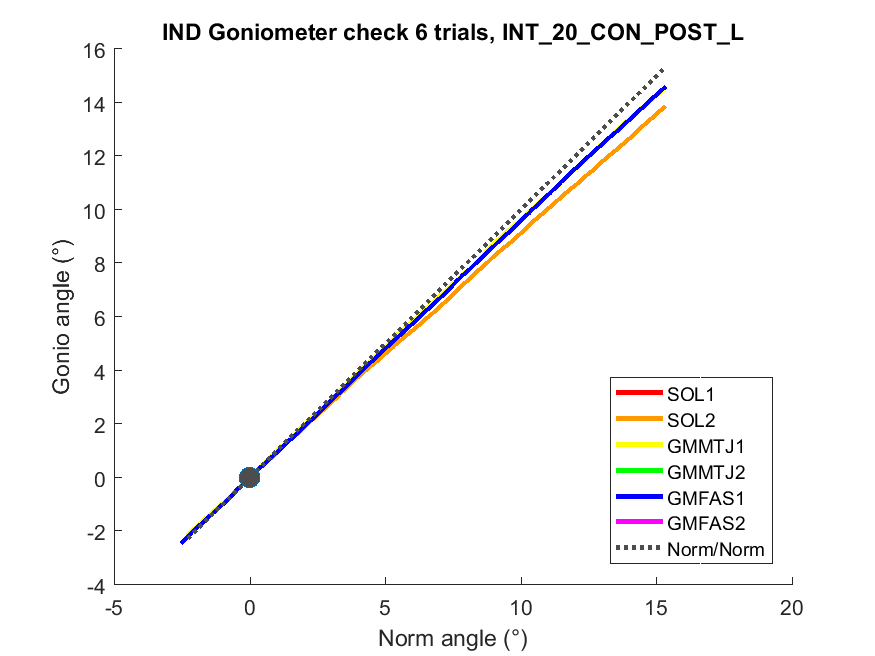 IND Goniometer check 6 trials, INT_20_CON_POST_L
16
14
12
10
8
6
4
2
0
-2
-4
Gonio angle (°)
-5
0
5
10
15
20
Norm angle (°)
SOL1
SOL2
GMMTJ1
GMMTJ2
GMFAS1
GMFAS2
Norm/Norm